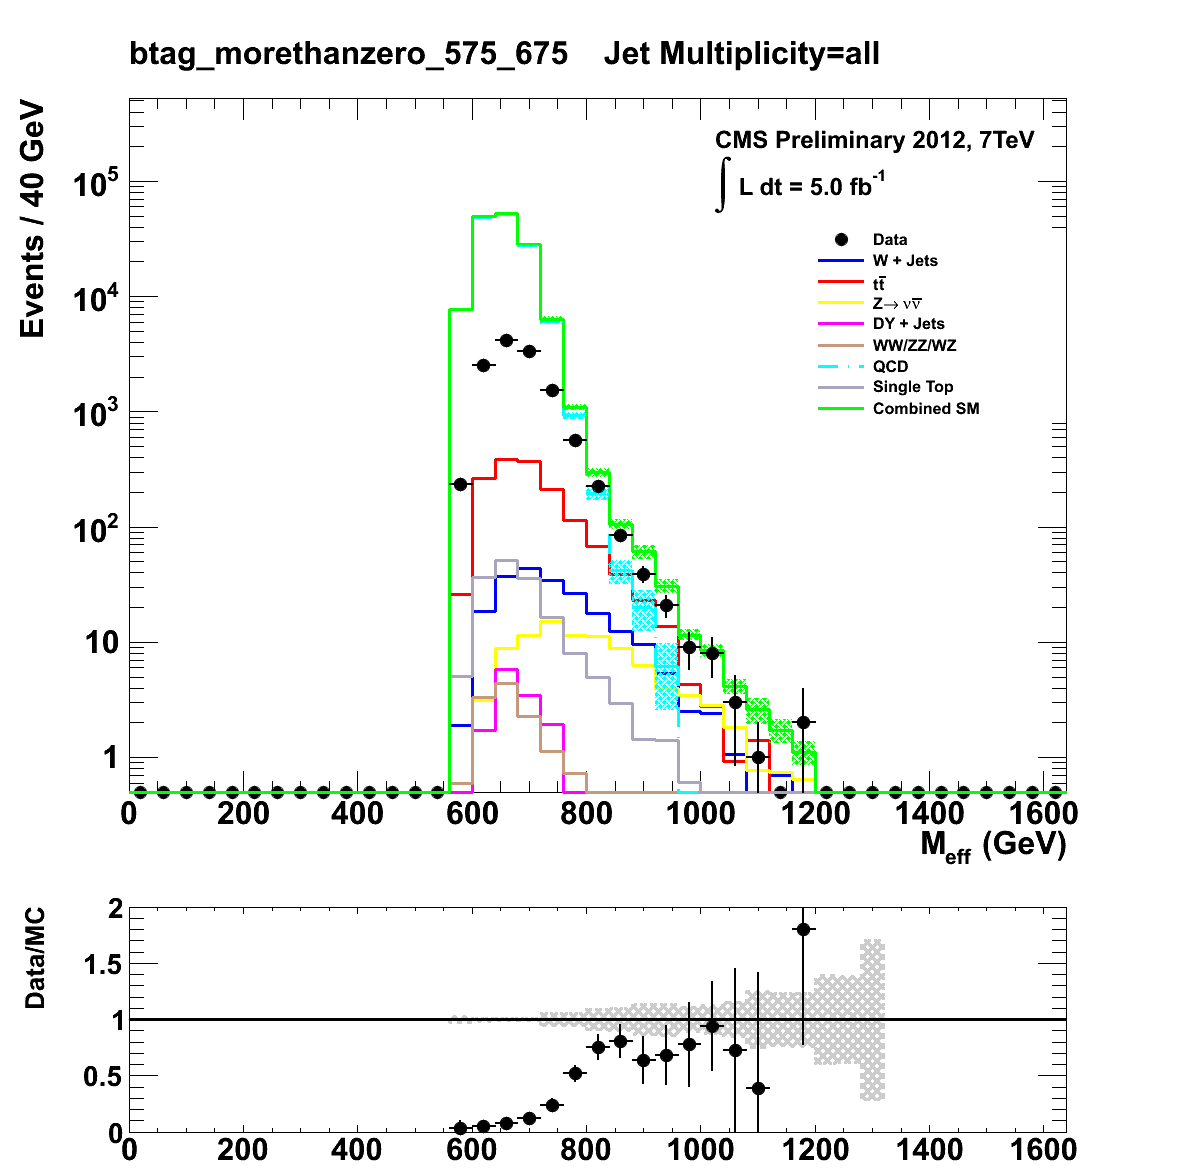 btag_morethanzero_575_675 Jet Multiplicity=all
Events / 40 GeV
CMS Preliminary 2012, 7TeV
∫ L dt = 5.0 fb⁻¹
Data
W + Jets
tt̅
Z→ νν̅
DY + Jets
WW/ZZ/WZ
QCD
Single Top
Combined SM
10⁵
10⁴
10³
10²
10
1
0 200 400 600 800 1000 1200 1400 1600
M_eff (GeV)
Data/MC
2
1.5
1
0.5
0
0 200 400 600 800 1000 1200 1400 1600